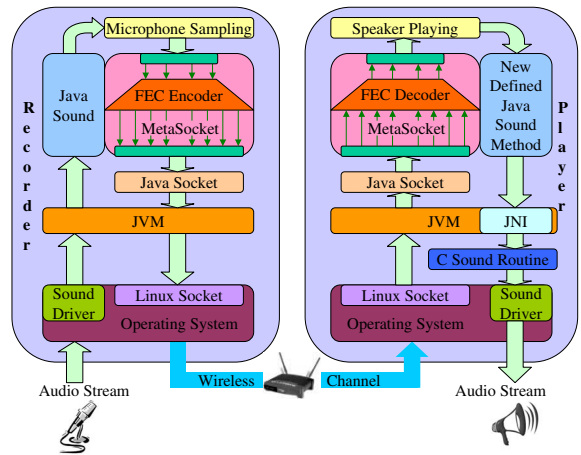 Recorder
Microphone Sampling
Java
Sound
FEC Encoder
MetaSocket
Java Socket
JVM
Sound
Driver
Linux Socket
Operating System
Audio Stream
Wireless
Channel
Player
Speaker Playing
FEC Decoder
MetaSocket
New
Defined
Java
Sound
Method
Java Socket
JVM
JNI
C Sound Routine
Linux Socket
Sound
Driver
Operating System
Audio Stream